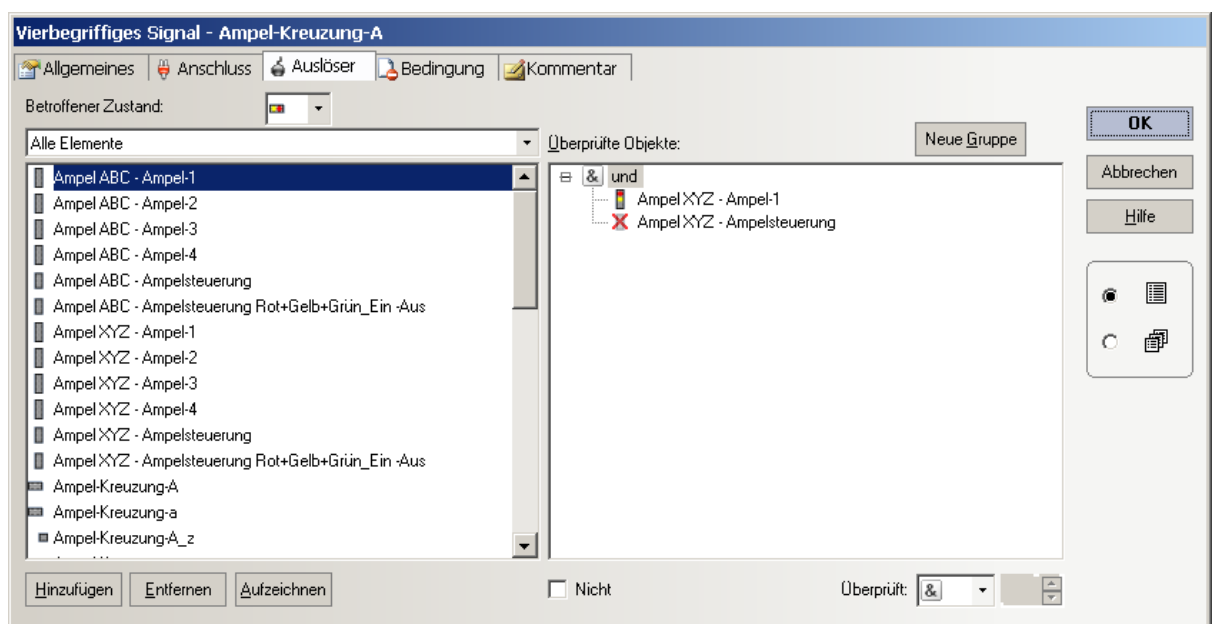 Vierbegriffiges Signal - Ampel-Kreuzung-A
Allgemeines Anschluss Auslöser Bedingung Kommentar
Betroffener Zustand:
Alle Elemente
Überprüfte Objekte:
Neue Gruppe
OK
Abbrechen
Hilfe
Ampel ABC - Ampel-1
Ampel ABC - Ampel-2
Ampel ABC - Ampel-3
Ampel ABC - Ampel-4
Ampel ABC - Ampelsteuerung
Ampel ABC - Ampelsteuerung Rot+Gelb+Grün_Ein -Aus
Ampel XYZ - Ampel-1
Ampel XYZ - Ampel-2
Ampel XYZ - Ampel-3
Ampel XYZ - Ampel-4
Ampel XYZ - Ampelsteuerung
Ampel XYZ - Ampelsteuerung Rot+Gelb+Grün_Ein -Aus
Ampel-Kreuzung-A
Ampel-Kreuzung-a
Ampel-Kreuzung-A_z
& und
Ampel XYZ - Ampel-1
Ampel XYZ - Ampelsteuerung
Hinzufügen Entfernen Aufzeichnen
Nicht
Überprüft: &